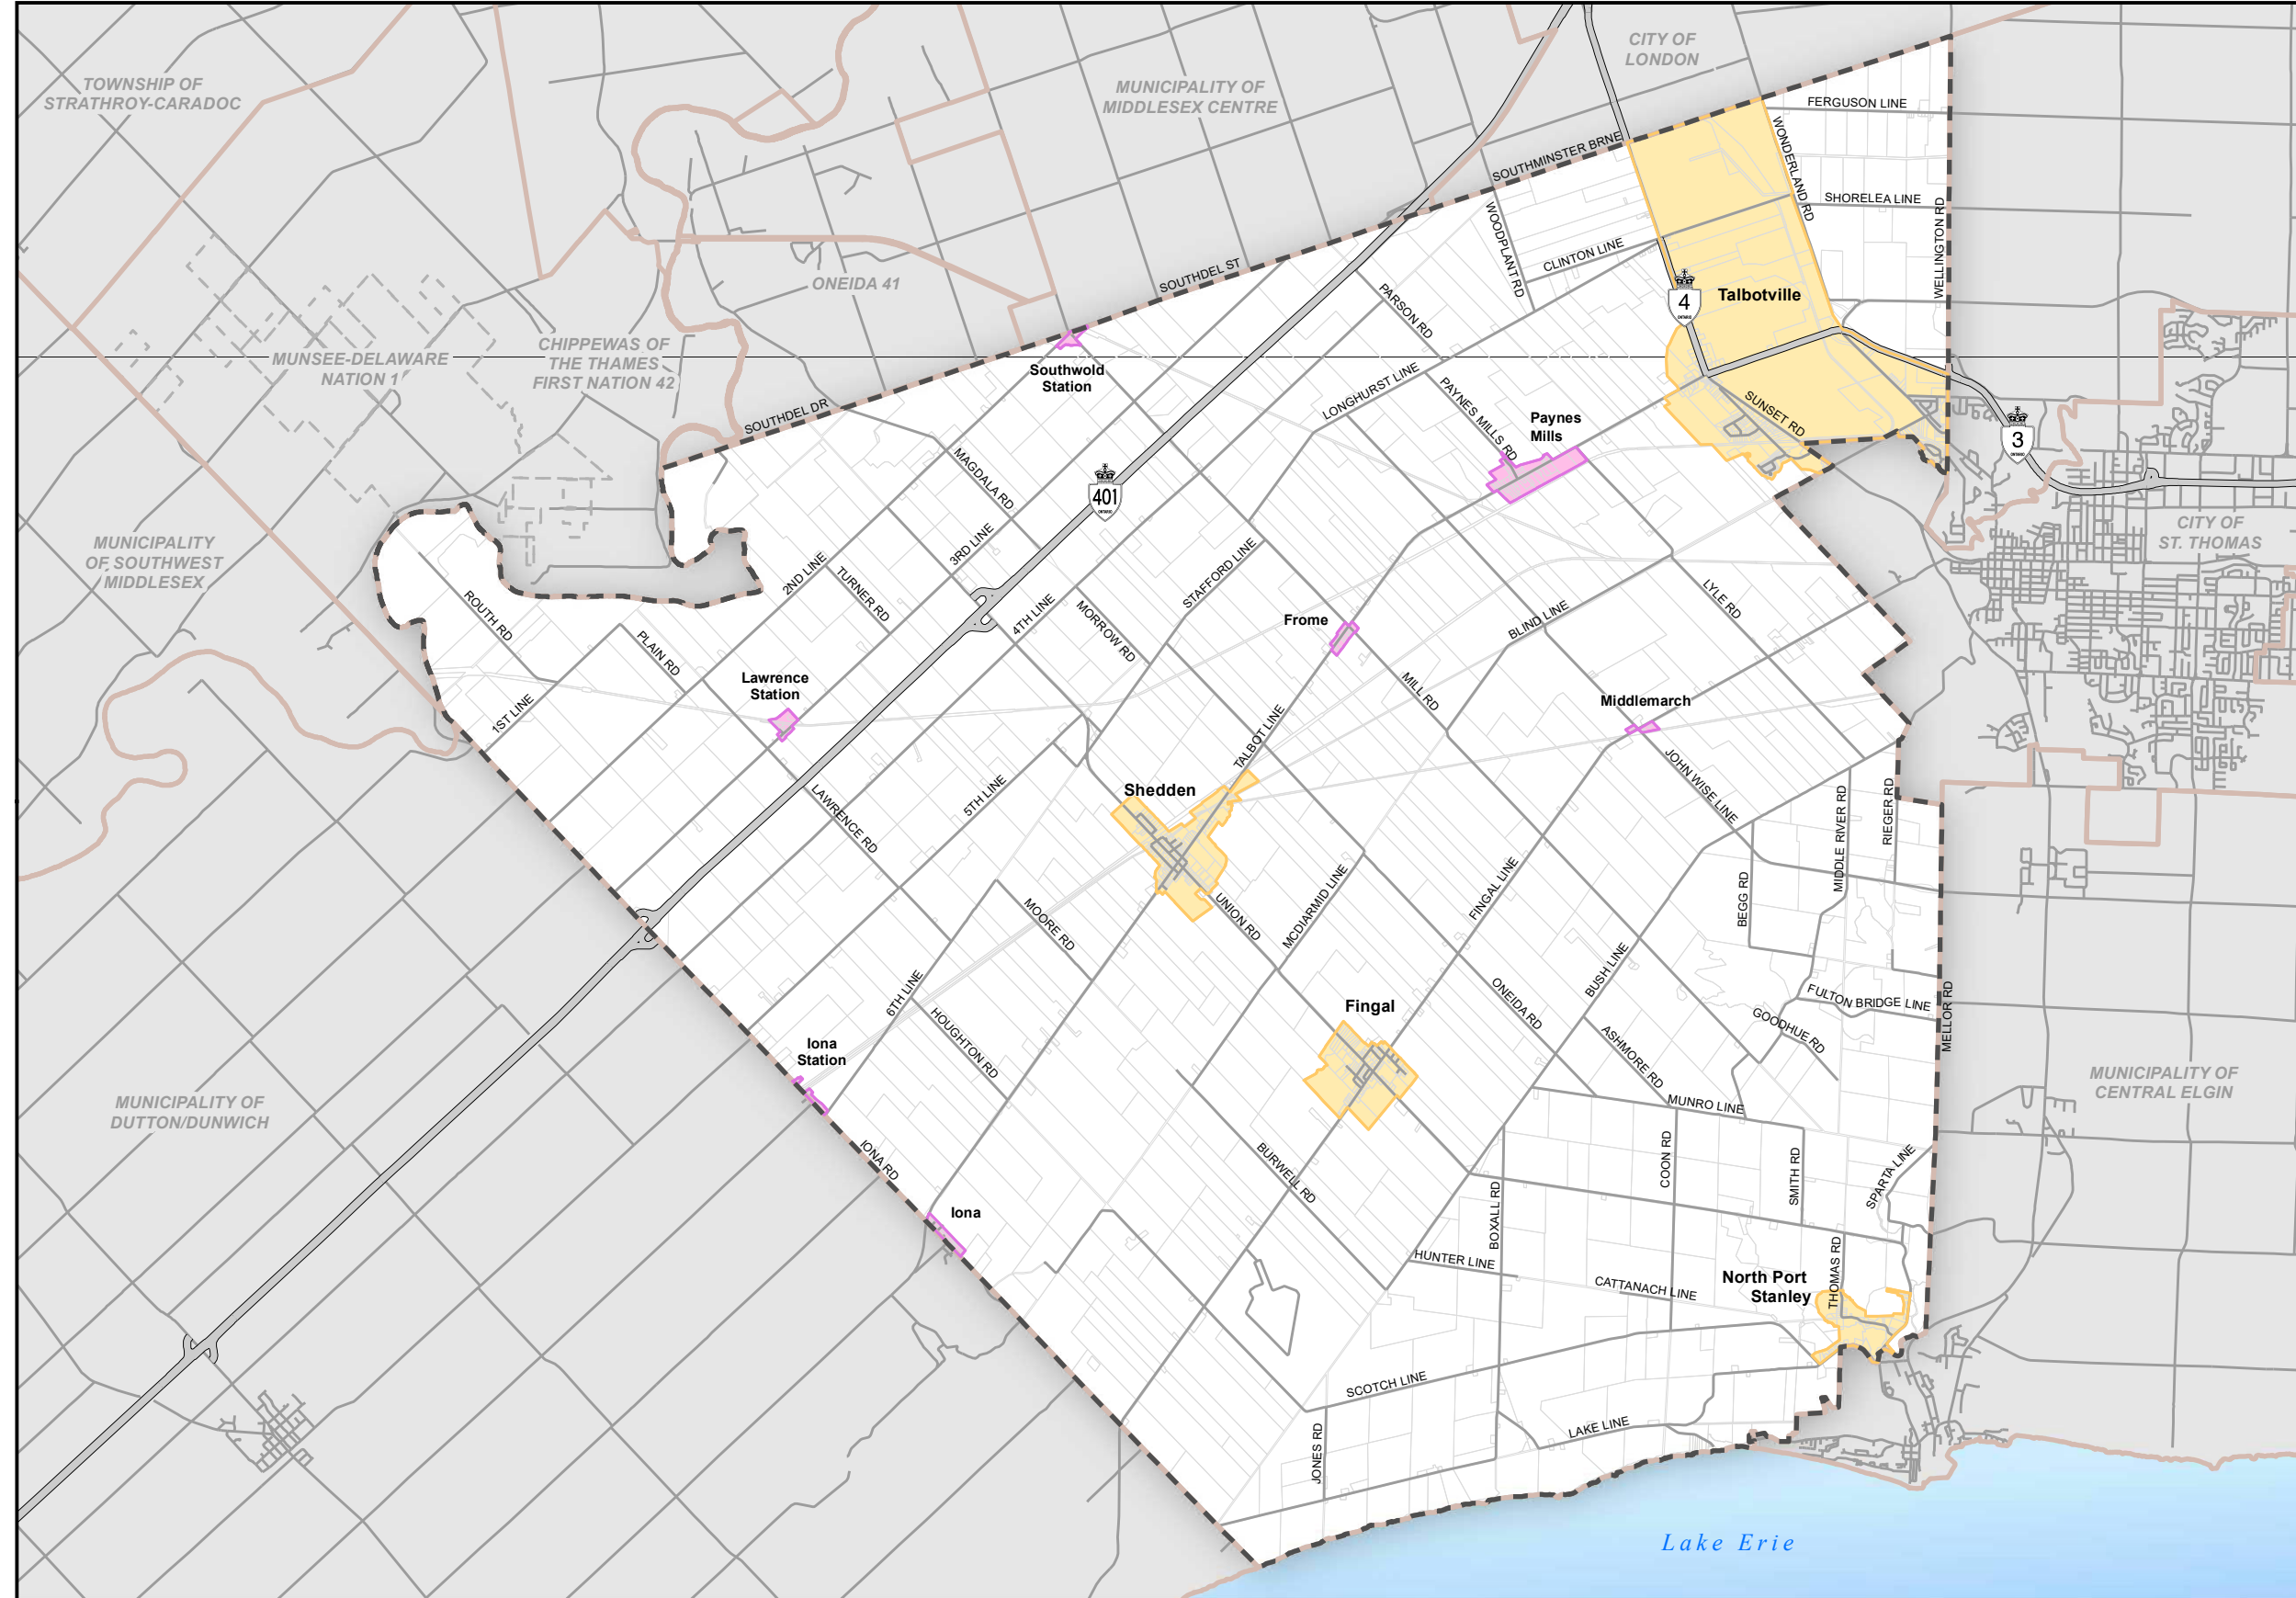 CITY OF
LONDON
TOWNSHIP OF
STRATHROY-CARADOC
MUNICIPALITY OF
MIDDLESEX CENTRE
FERGUSON LINE
WONDERLAND RD
SOUTHMINSTER BRNE
SHORELEA LINE
WELLINGTON RD
WOODPLANT RD
CLINTON LINE
ONEIDA 41
SOUTHDEL ST
PARSON RD
4
ONTARIO
Talbotville
CHIPPEWAS OF
THE THAMES
FIRST NATION 42
MUNSEE-DELAWARE
NATION 1
Southwold
Station
LONGHURST LINE
PAYNES MILLS RD
Paynes
Mills
SUNSET RD
SOUTHDEL DR
3
ONTARIO
MAGDALA RD
401
ONTARIO
CITY OF
ST. THOMAS
MUNICIPALITY
OF SOUTHWEST
MIDDLESEX
3RD LINE
2ND LINE
TURNER RD
STAFFORD LINE
4TH LINE
MORROW RD
ROUTH RD
PLAIN RD
Frome
BLIND LINE
LYLE RD
Lawrence
Station
MILL RD
Middlemarch
1ST LINE
TALBOT LINE
JOHN WISE LINE
Shedden
5TH LINE
LAWRENCE RD
MIDDLE RIVER RD
RIEGER RD
BEGG RD
MOORE RD
UNION RD
MCDIARMID LINE
FINGAL LINE
BUSH LINE
6TH LINE
ONEIDA RD
FULTON BRIDGE LINE
Fingal
GOODHUE RD
MELLOR RD
HOUGHTON RD
Iona
Station
ASHMORE RD
MUNRO LINE
MUNICIPALITY OF
CENTRAL ELGIN
MUNICIPALITY OF
DUTTON/DUNWICH
IONA RD
BURWELL RD
COON RD
SMITH RD
SPARTA LINE
Iona
BOXALL RD
HUNTER LINE
CATTANACH LINE
North Port
Stanley
THOMAS RD
SCOTCH LINE
LAKE LINE
JONES RD
Lake Erie